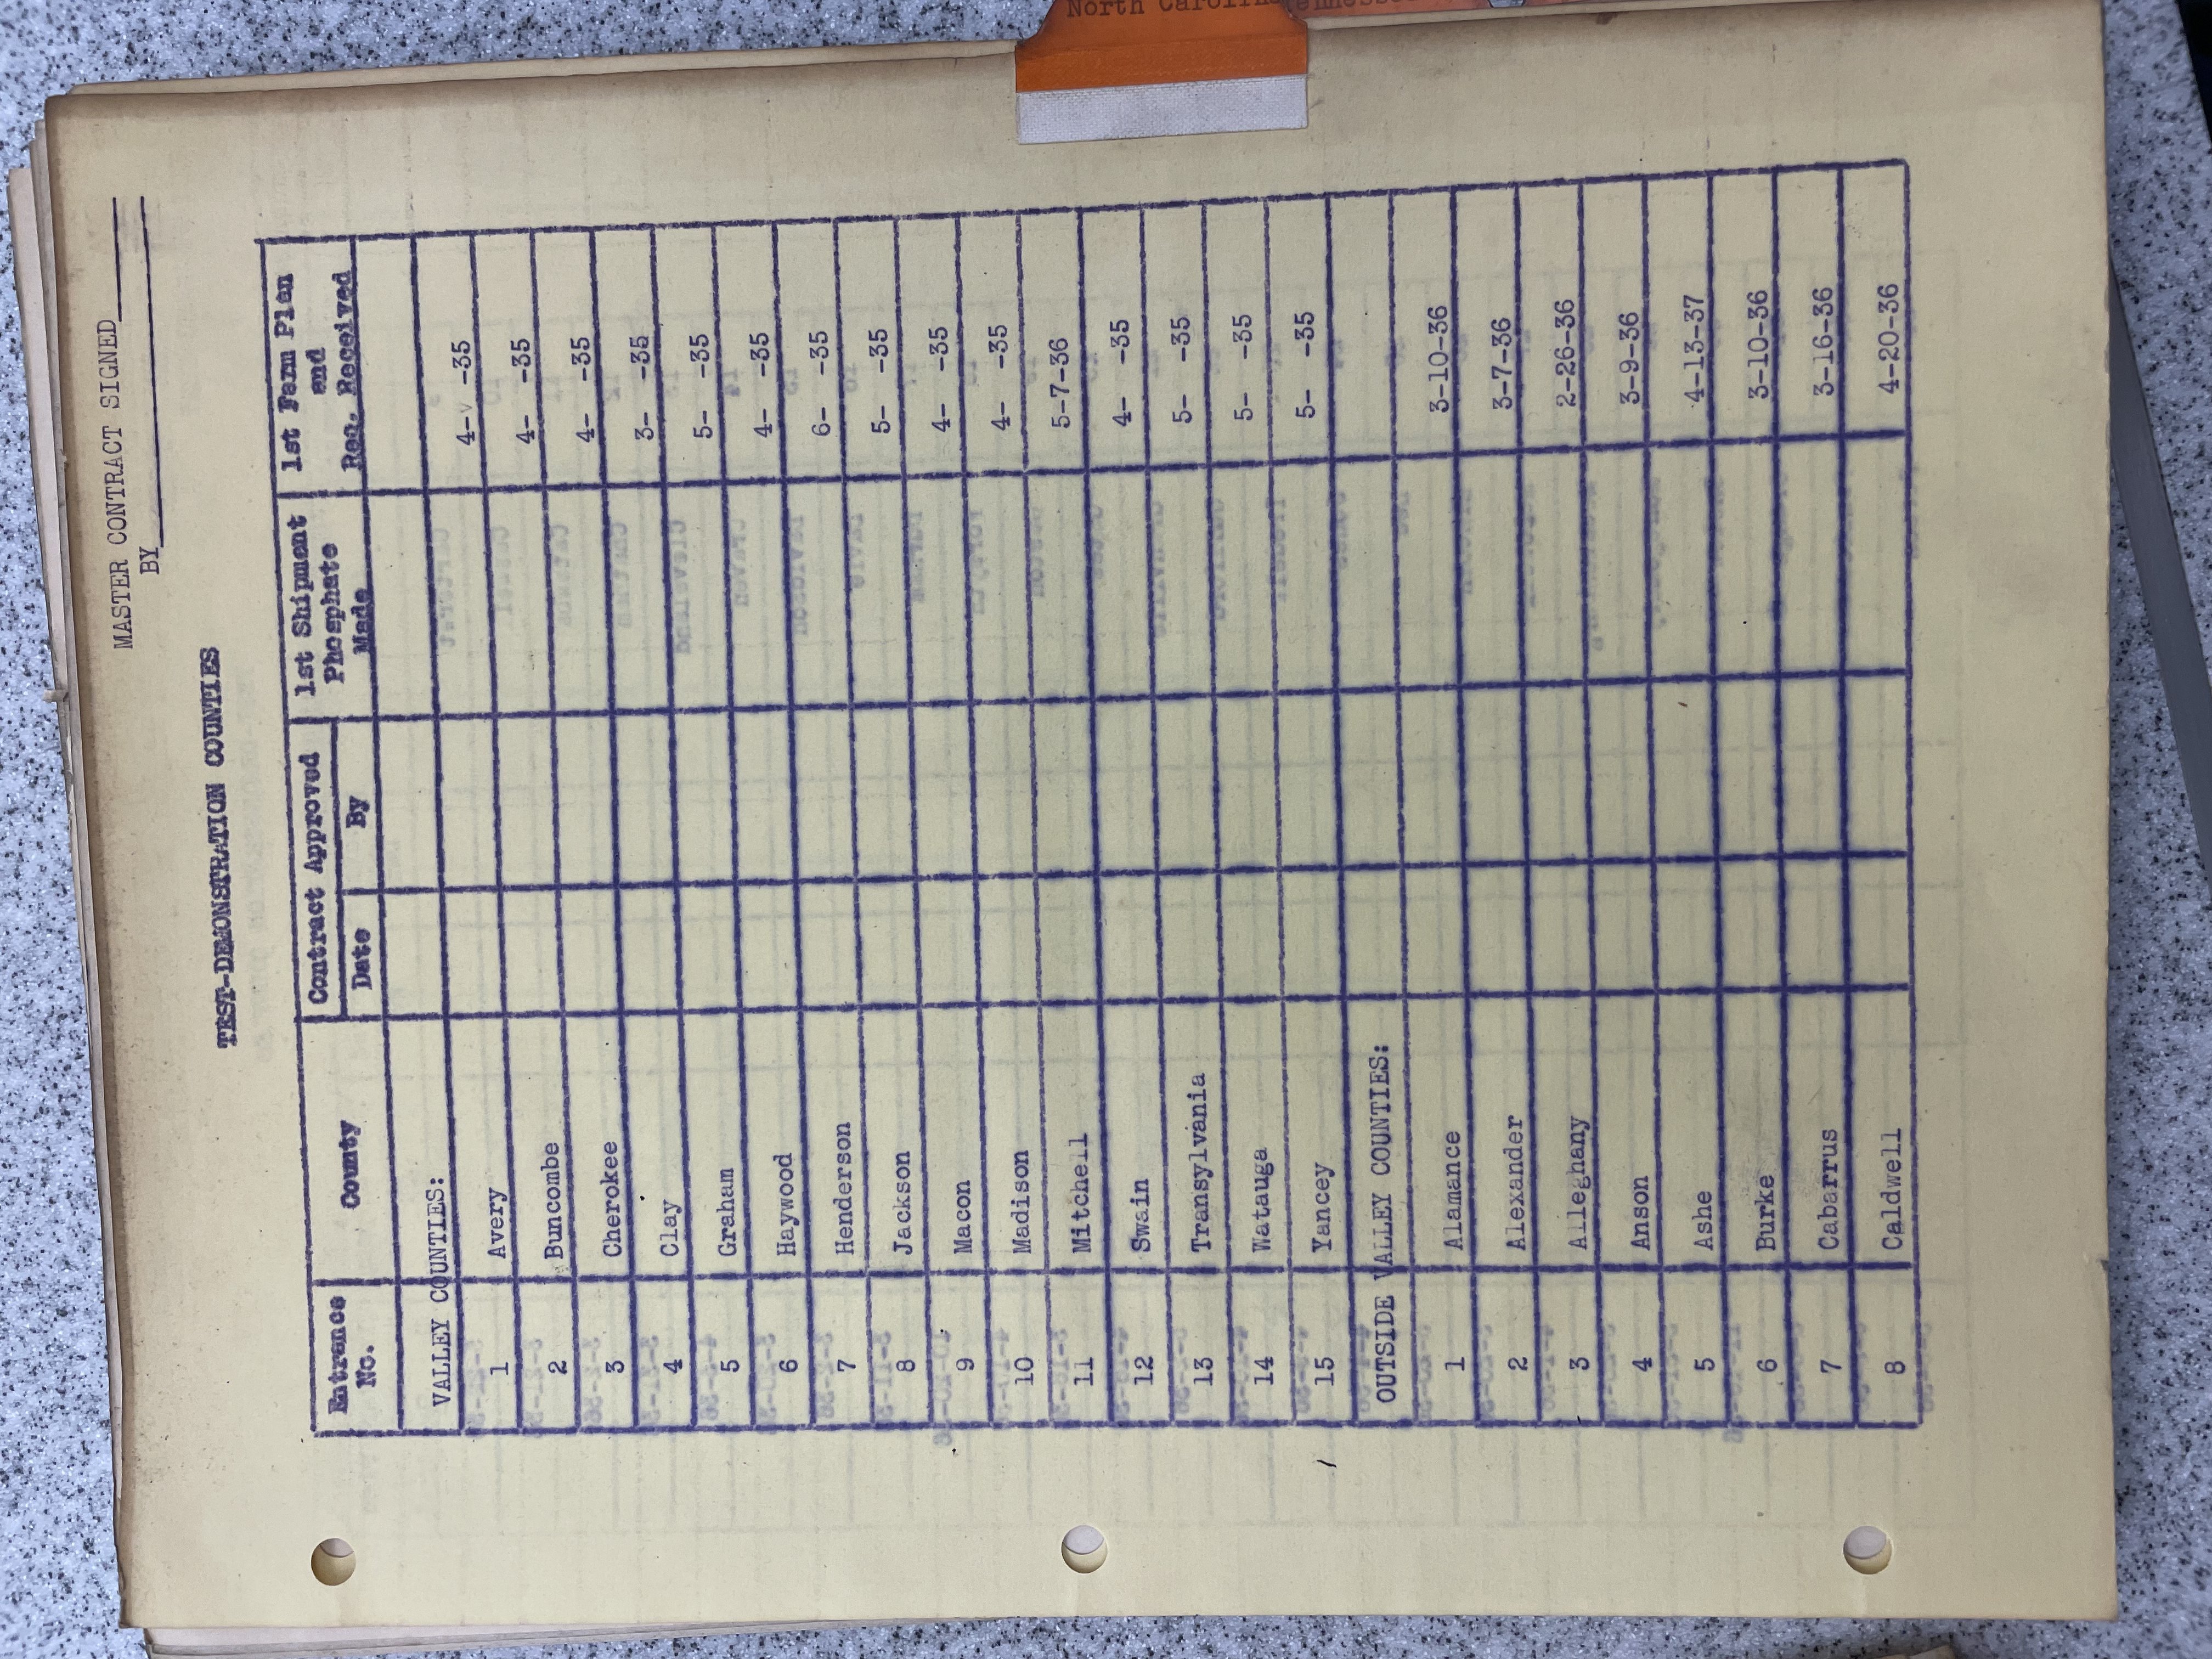 MASTER CONTRACT SIGNED
BY
TEST-DEMONSTRATION COUNTIES
Entrance No. County Contract Approved Date By 1st Shipment Phosphate Made 1st Farm Plan and Req. Received
VALLEY COUNTIES:
1 Avery 4- -35
2 Buncombe 4- -35
3 Cherokee 4- -35
4 Clay 3- -35
5 Graham 5- -35
6 Haywood 4- -35
7 Henderson 6- -35
8 Jackson 5- -35
9 Macon 4- -35
10 Madison 4- -35
11 Mitchell 5-7-36
12 Swain 4- -35
13 Transylvania 5- -35
14 Watauga 5- -35
15 Yancey 5- -35
OUTSIDE VALLEY COUNTIES:
1 Alamance 3-10-36
2 Alexander 3-7-36
3 Alleghany 2-26-36
4 Anson 3-9-36
5 Ashe 4-13-37
6 Burke 3-10-36
7 Cabarrus 3-16-36
8 Caldwell 4-20-36
North Carolina